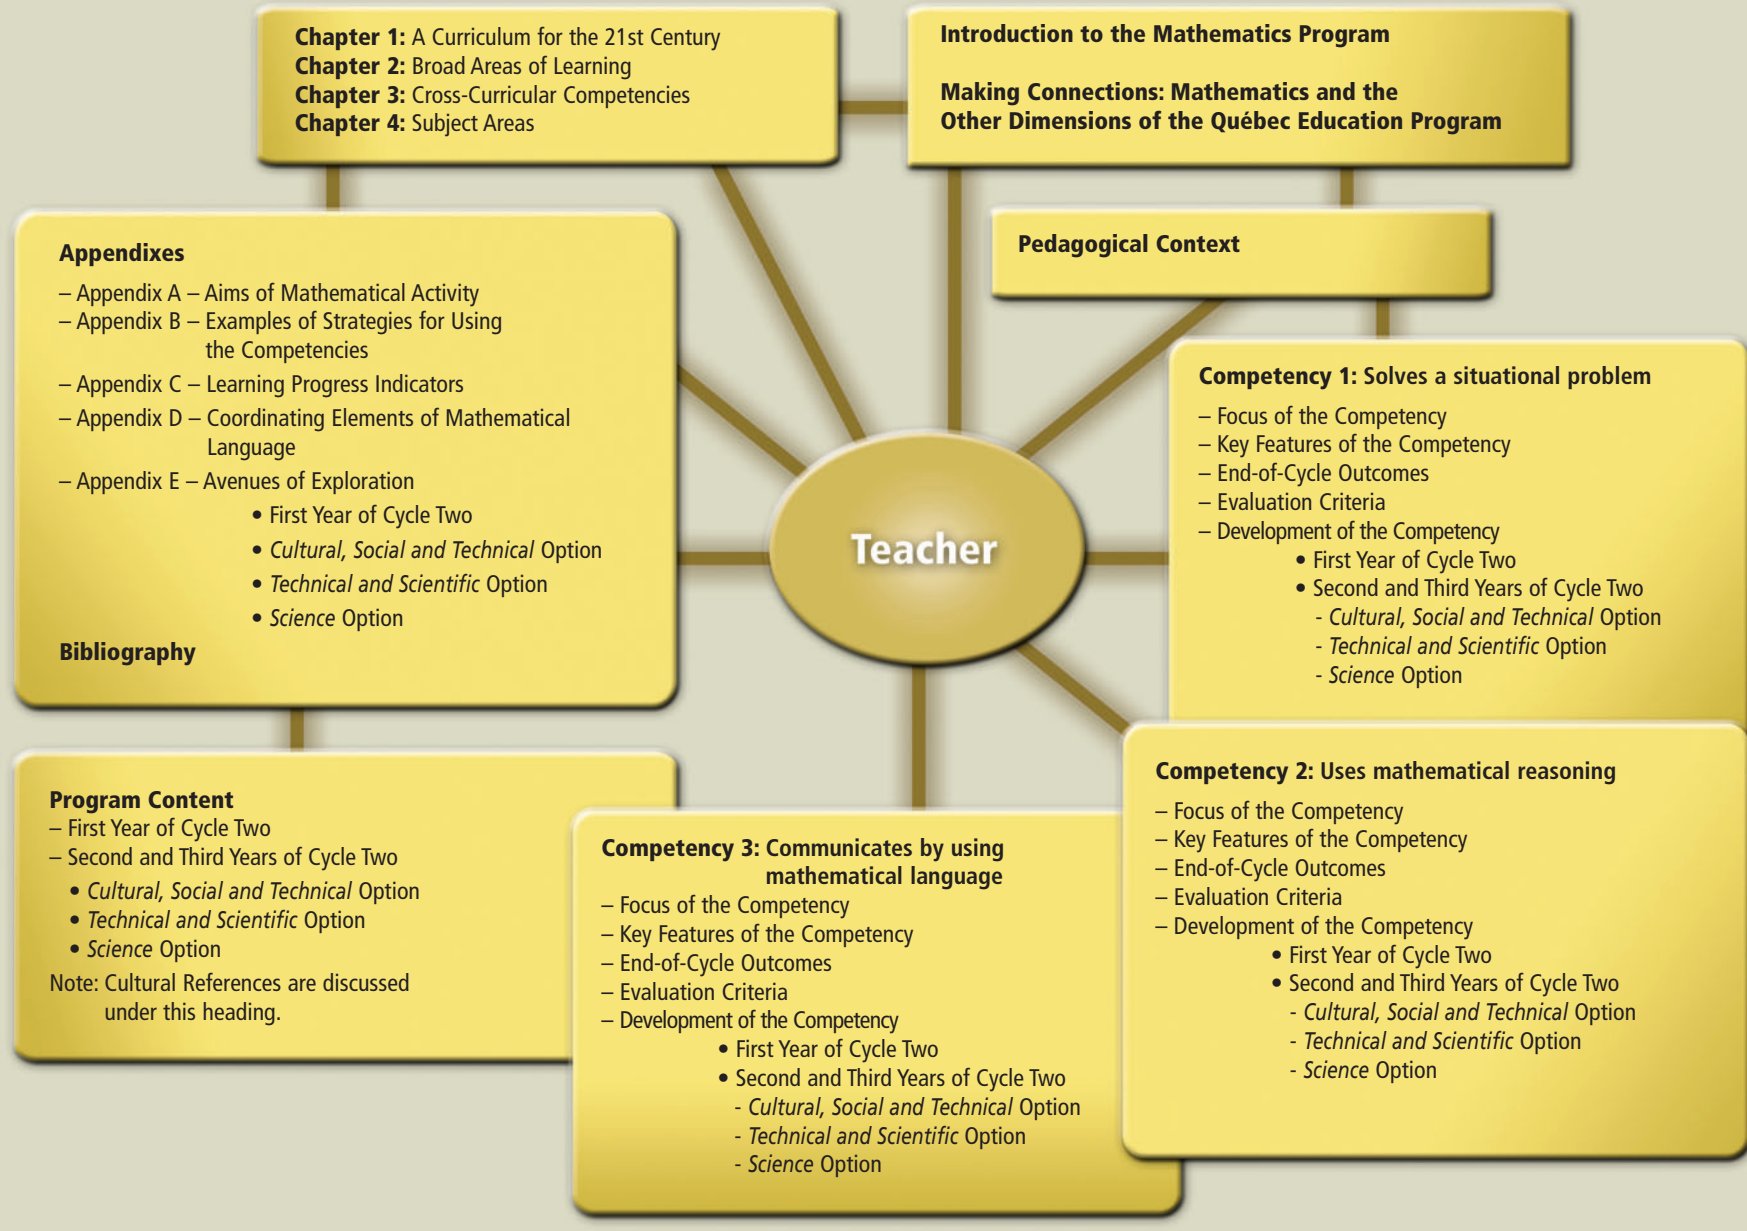 Chapter 1: A Curriculum for the 21st Century
Chapter 2: Broad Areas of Learning
Chapter 3: Cross-Curricular Competencies
Chapter 4: Subject Areas
Introduction to the Mathematics Program
Making Connections: Mathematics and the
Other Dimensions of the Québec Education Program
Pedagogical Context
Appendixes
– Appendix A – Aims of Mathematical Activity
– Appendix B – Examples of Strategies for Using
the Competencies
– Appendix C – Learning Progress Indicators
– Appendix D – Coordinating Elements of Mathematical
Language
– Appendix E – Avenues of Exploration
• First Year of Cycle Two
• Cultural, Social and Technical Option
• Technical and Scientific Option
• Science Option
Bibliography
Teacher
Competency 1: Solves a situational problem
– Focus of the Competency
– Key Features of the Competency
– End-of-Cycle Outcomes
– Evaluation Criteria
– Development of the Competency
• First Year of Cycle Two
• Second and Third Years of Cycle Two
- Cultural, Social and Technical Option
- Technical and Scientific Option
- Science Option
Program Content
– First Year of Cycle Two
– Second and Third Years of Cycle Two
• Cultural, Social and Technical Option
• Technical and Scientific Option
• Science Option
Note: Cultural References are discussed
under this heading.
Competency 3: Communicates by using
mathematical language
– Focus of the Competency
– Key Features of the Competency
– End-of-Cycle Outcomes
– Evaluation Criteria
– Development of the Competency
• First Year of Cycle Two
• Second and Third Years of Cycle Two
- Cultural, Social and Technical Option
- Technical and Scientific Option
- Science Option
Competency 2: Uses mathematical reasoning
– Focus of the Competency
– Key Features of the Competency
– End-of-Cycle Outcomes
– Evaluation Criteria
– Development of the Competency
• First Year of Cycle Two
• Second and Third Years of Cycle Two
- Cultural, Social and Technical Option
- Technical and Scientific Option
- Science Option